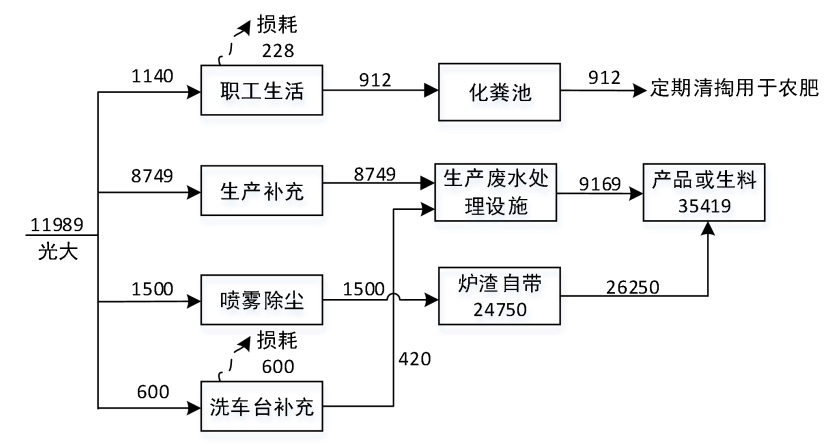 损耗
228
1140
职工生活
912
化粪池
912
定期清掏用于农肥
8749
生产补充
8749
生产废水处
理设施
9169
产品或生料
35419
11989
光大
1500
喷雾除尘
1500
炉渣自带
24750
26250
损耗
600
420
600
洗车台补充